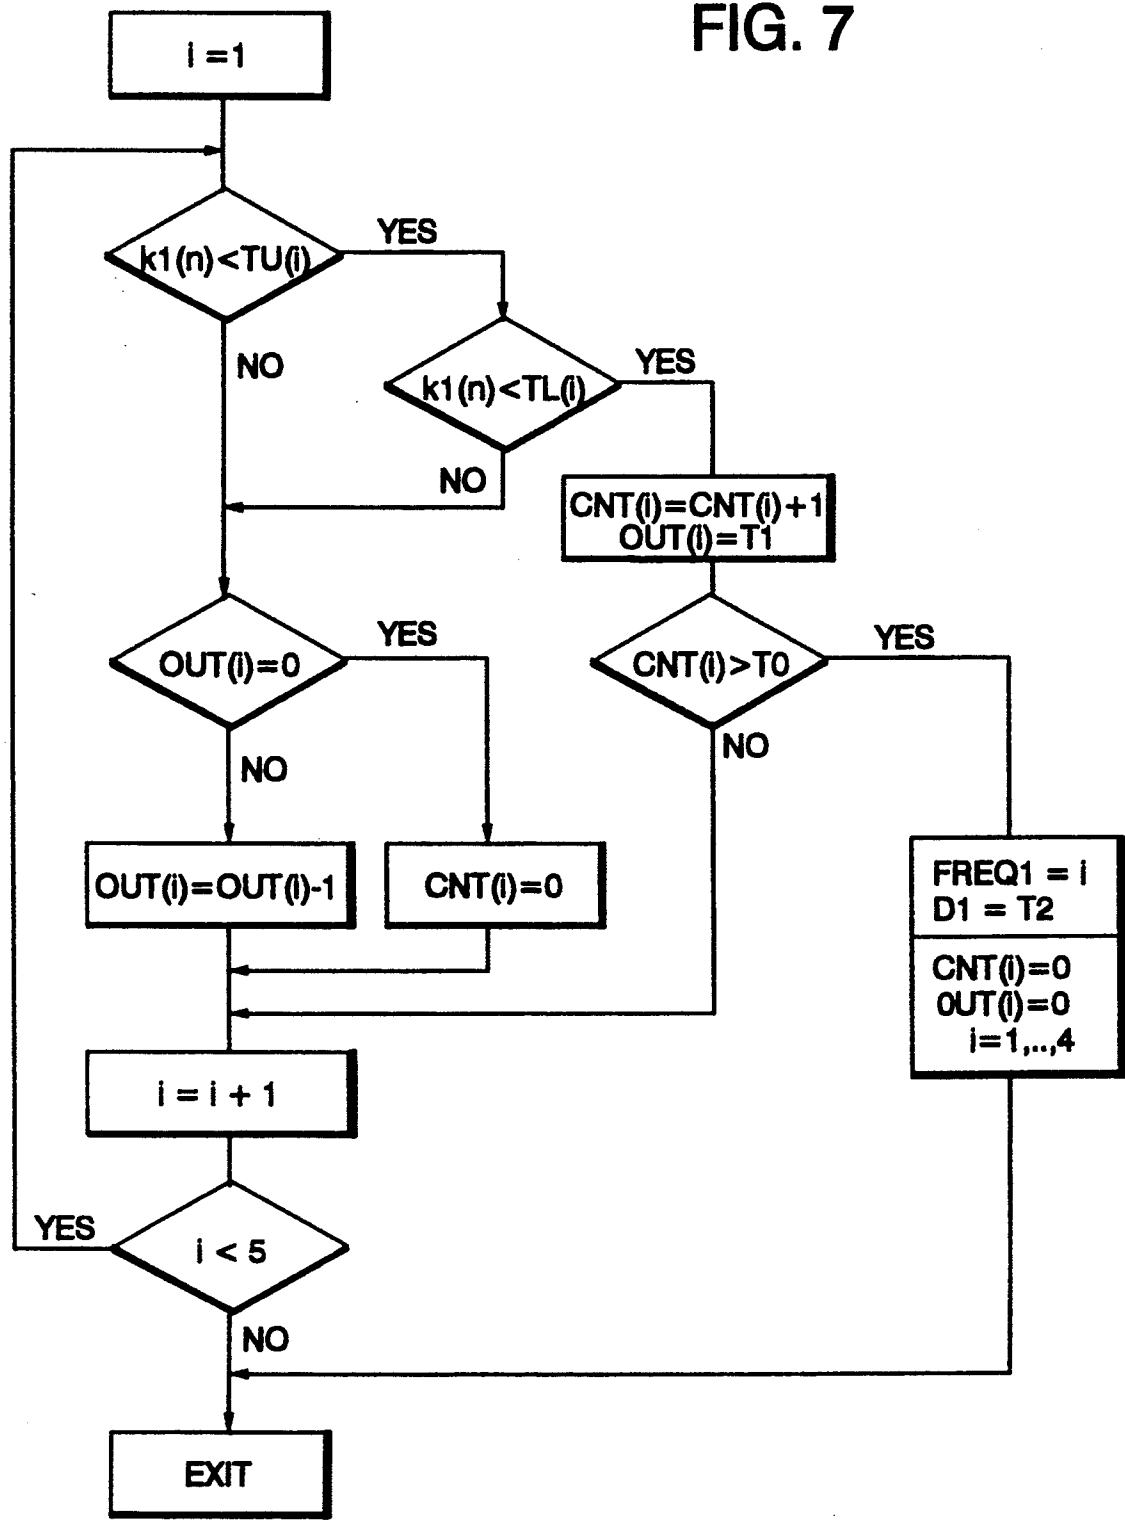 FIG. 7
i=1
k1(n)<TU(i)
YES
NO
k1(n)<TL(i)
YES
NO
CNT(i)=CNT(i)+1
OUT(i)=T1
OUT(i)=0
YES
NO
CNT(i)>T0
YES
NO
OUT(i)=OUT(i)-1
CNT(i)=0
FREQ1 = i
D1 = T2
CNT(i)=0
0UT(i)=0
i=1,..,4
i = i + 1
YES
i < 5
NO
EXIT